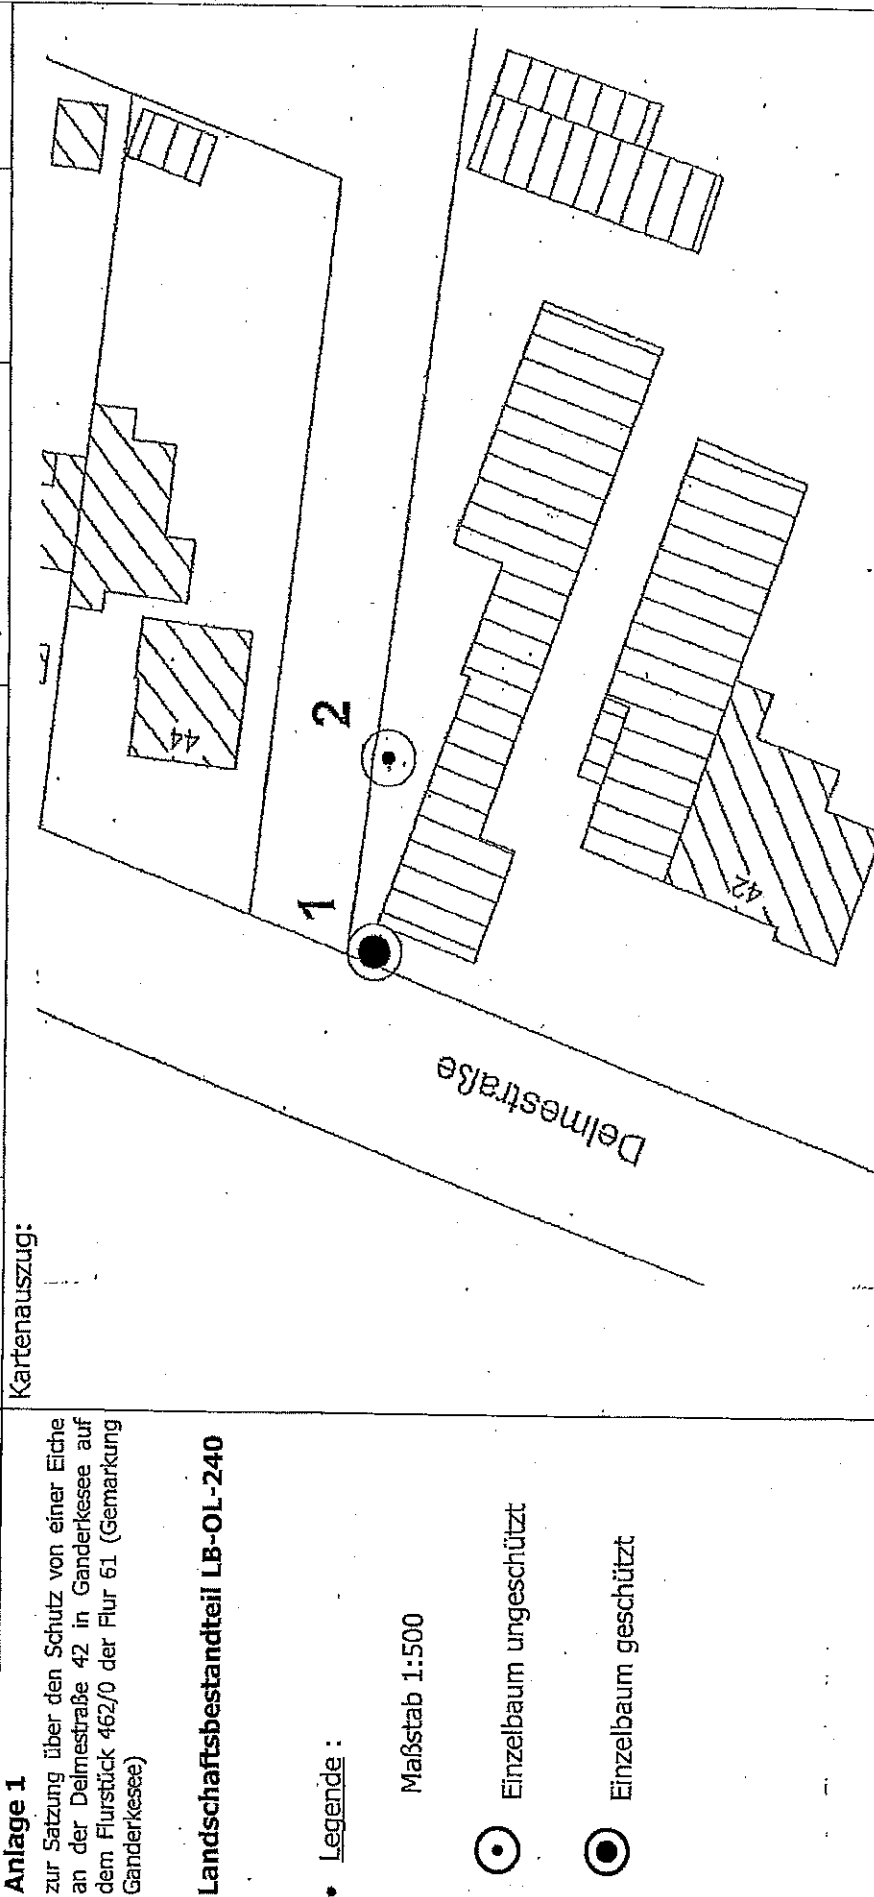 Anlage 1
zur Satzung über den Schutz von einer Eiche
an der Delmestraße 42 in Ganderkesee auf
dem Flurstück 462/0 der Flur 61 (Gemarkung
Ganderkesee)
Landschaftsbestandteil LB-OL-240
• Legende :
Maßstab 1:500
Einzelbaum ungeschützt
Einzelbaum geschützt
Kartenauszug:
Delmestraße
1
2
44
42